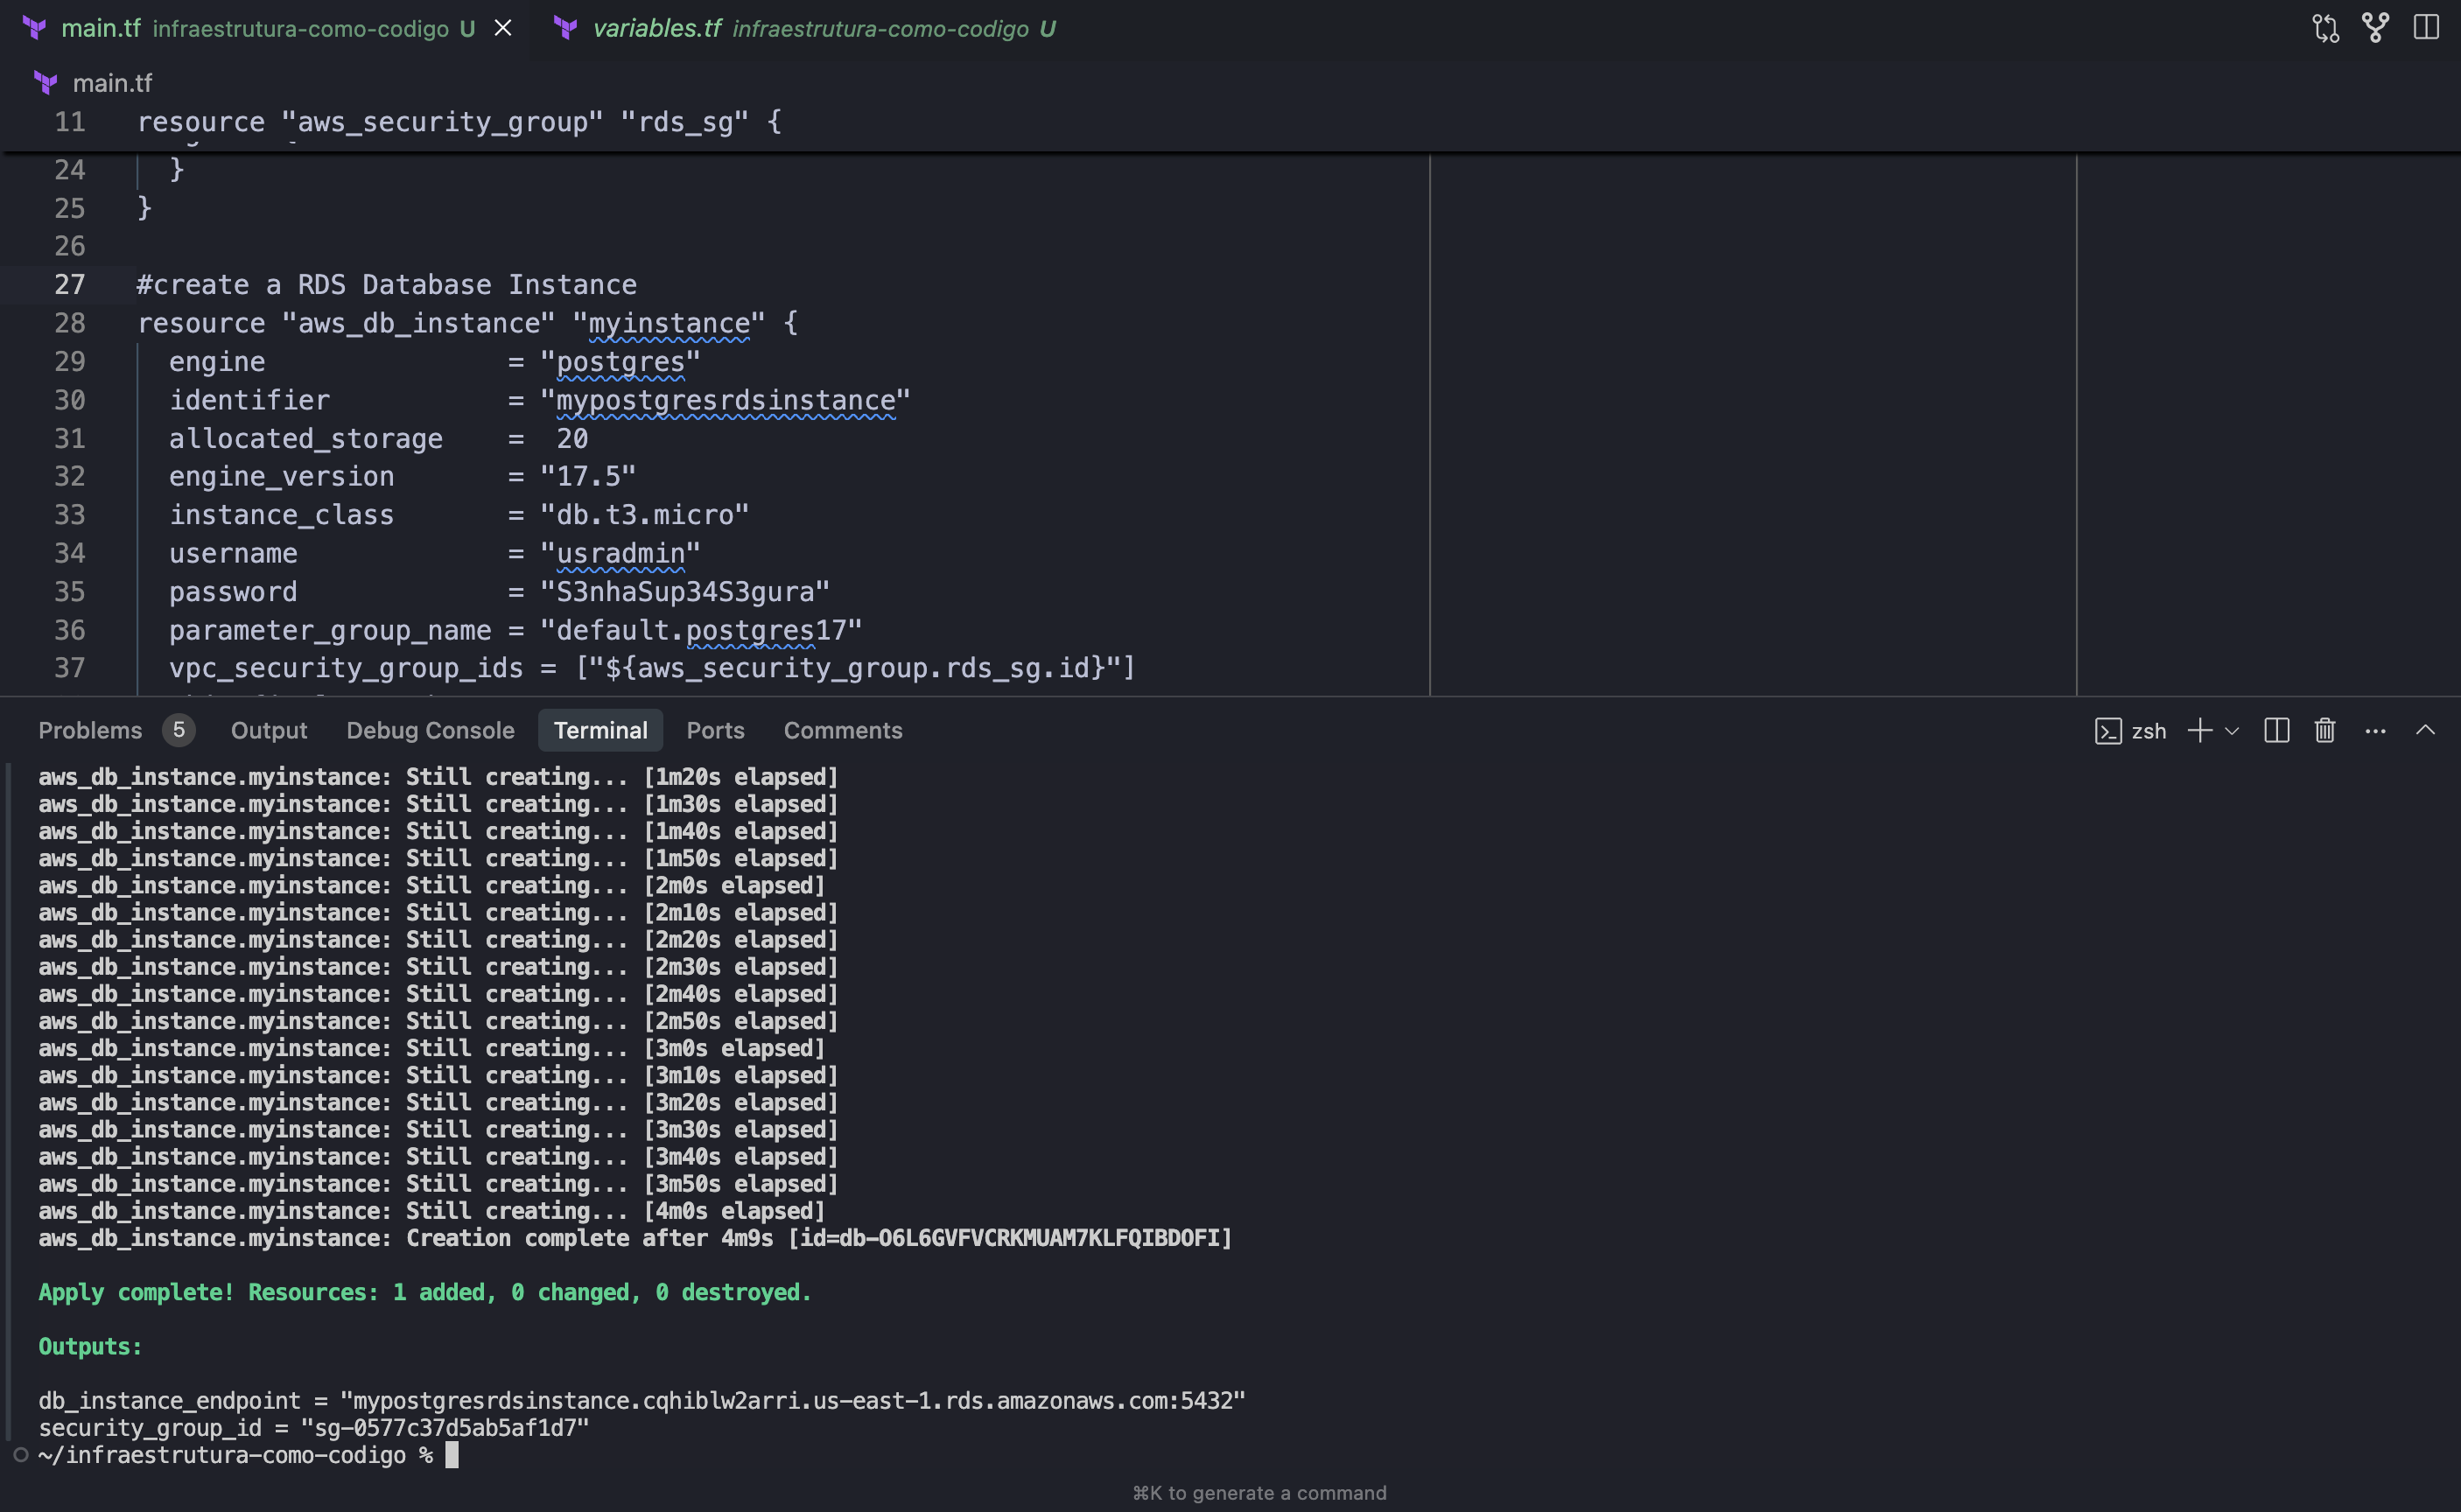 main.tf infraestrutura-como-codigo U
variables.tf infraestrutura-como-codigo U
main.tf
11 resource "aws_security_group" "rds_sg" {
24 }
25 }
26
27 #create a RDS Database Instance
28 resource "aws_db_instance" "myinstance" {
29 engine = "postgres"
30 identifier = "mypostgresrdsinstance"
31 allocated_storage = 20
32 engine_version = "17.5"
33 instance_class = "db.t3.micro"
34 username = "usradmin"
35 password = "S3nhaSup34S3gura"
36 parameter_group_name = "default.postgres17"
37 vpc_security_group_ids = ["${aws_security_group.rds_sg.id}"]
Problems 5 Output Debug Console Terminal Ports Comments zsh
aws_db_instance.myinstance: Still creating... [1m20s elapsed]
aws_db_instance.myinstance: Still creating... [1m30s elapsed]
aws_db_instance.myinstance: Still creating... [1m40s elapsed]
aws_db_instance.myinstance: Still creating... [1m50s elapsed]
aws_db_instance.myinstance: Still creating... [2m0s elapsed]
aws_db_instance.myinstance: Still creating... [2m10s elapsed]
aws_db_instance.myinstance: Still creating... [2m20s elapsed]
aws_db_instance.myinstance: Still creating... [2m30s elapsed]
aws_db_instance.myinstance: Still creating... [2m40s elapsed]
aws_db_instance.myinstance: Still creating... [2m50s elapsed]
aws_db_instance.myinstance: Still creating... [3m0s elapsed]
aws_db_instance.myinstance: Still creating... [3m10s elapsed]
aws_db_instance.myinstance: Still creating... [3m20s elapsed]
aws_db_instance.myinstance: Still creating... [3m30s elapsed]
aws_db_instance.myinstance: Still creating... [3m40s elapsed]
aws_db_instance.myinstance: Still creating... [3m50s elapsed]
aws_db_instance.myinstance: Still creating... [4m0s elapsed]
aws_db_instance.myinstance: Creation complete after 4m9s [id=db-O6L6GVFVCRKMUAM7KLFQIBDOFI]
Apply complete! Resources: 1 added, 0 changed, 0 destroyed.
Outputs:
db_instance_endpoint = "mypostgresrdsinstance.cqhiblw2arri.us-east-1.rds.amazonaws.com:5432"
security_group_id = "sg-0577c37d5ab5af1d7"
~/infraestrutura-como-codigo %
⌘K to generate a command